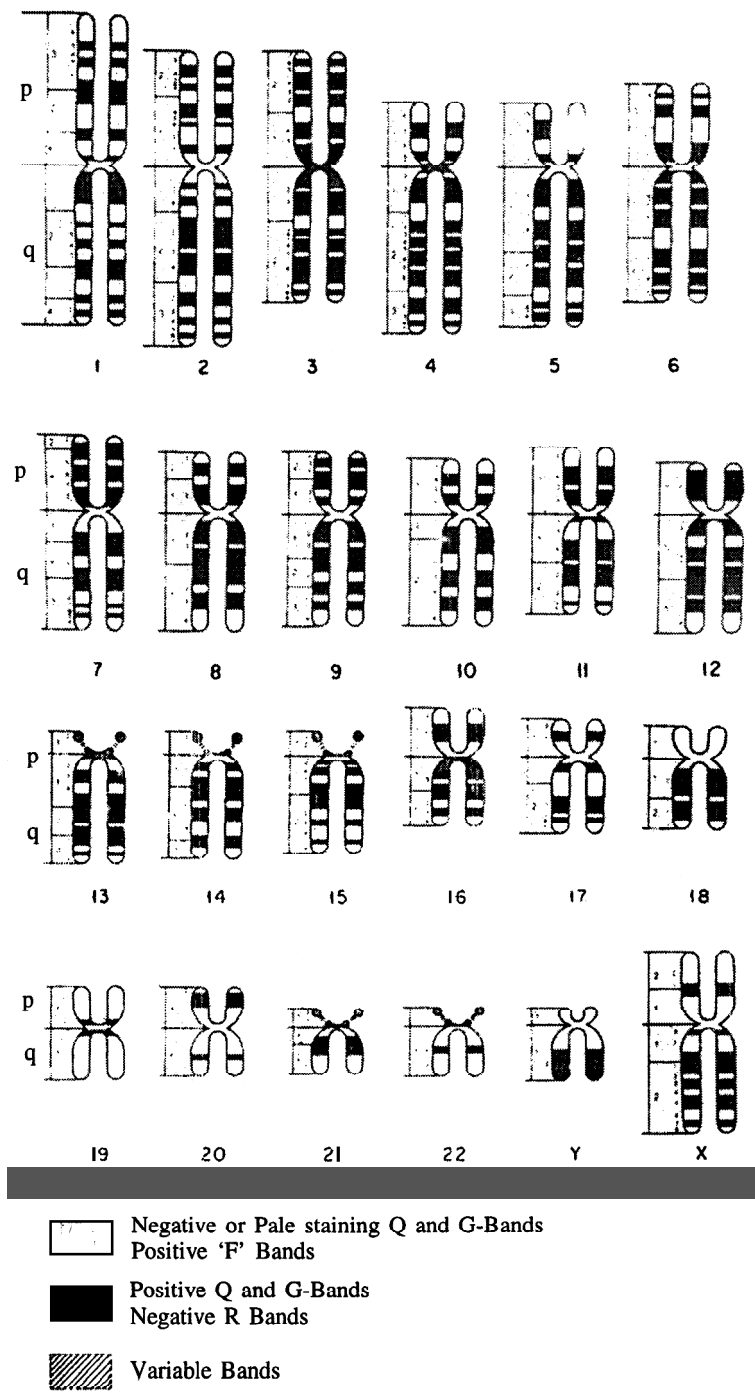 p
q
1 2 3 4 5 6
p
q
7 8 9 10 11 12
p
q
13 14 15 16 17 18
p
q
19 20 21 22 Y X
Negative or Pale staining Q and G-Bands
Positive ‘F’ Bands
Positive Q and G-Bands
Negative R Bands
Variable Bands